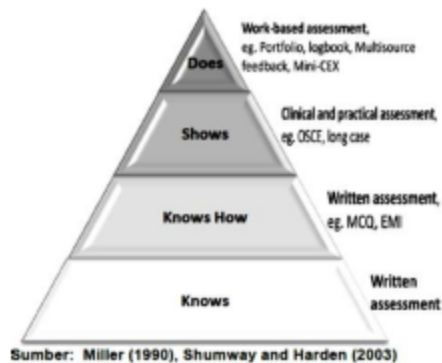 Work-based assessment,
eg. Portfolio, logbook, Multisource
feedback, Mini-CEX
Does
Clinical and practical assessment,
eg. OSCE, long case
Shows
Written assessment,
eg. MCQ, EMI
Knows How
Written
assessment
Knows
Sumber: Miller (1990), Shumway and Harden (2003)